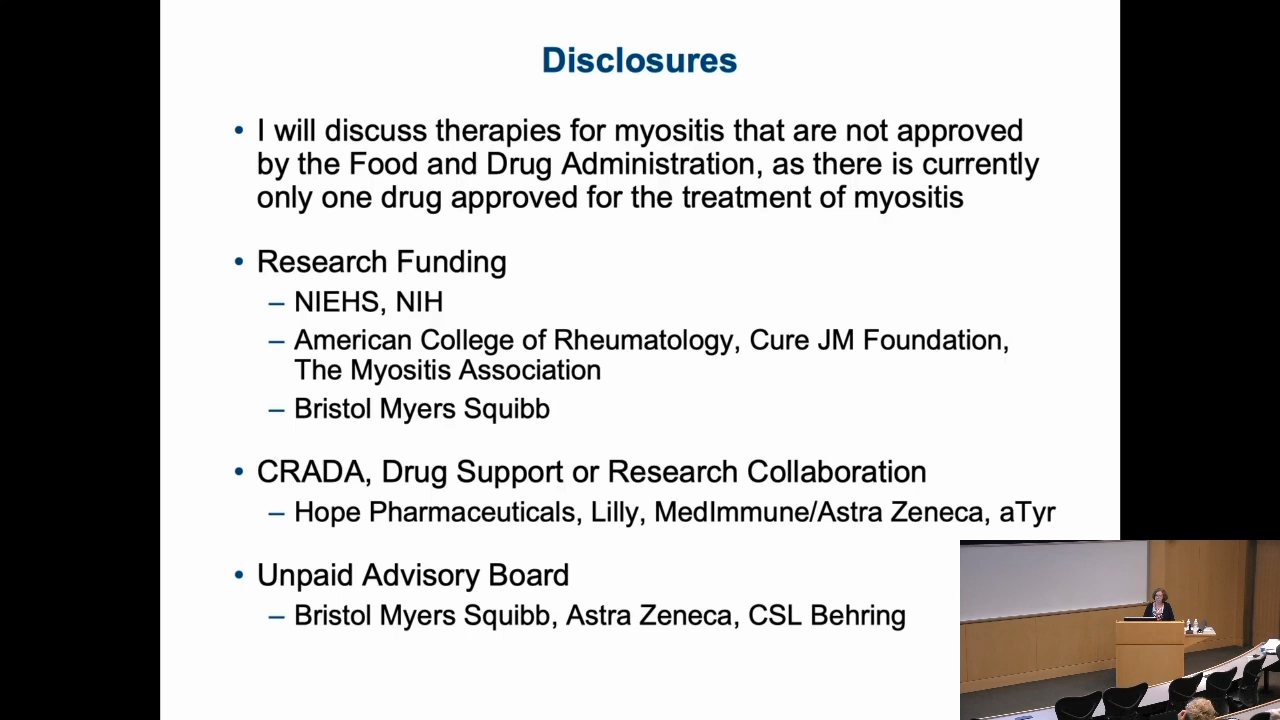 Disclosures
• I will discuss therapies for myositis that are not approved
by the Food and Drug Administration, as there is currently
only one drug approved for the treatment of myositis
• Research Funding
– NIEHS, NIH
– American College of Rheumatology, Cure JM Foundation,
The Myositis Association
– Bristol Myers Squibb
• CRADA, Drug Support or Research Collaboration
– Hope Pharmaceuticals, Lilly, MedImmune/Astra Zeneca, aTyr
• Unpaid Advisory Board
– Bristol Myers Squibb, Astra Zeneca, CSL Behring